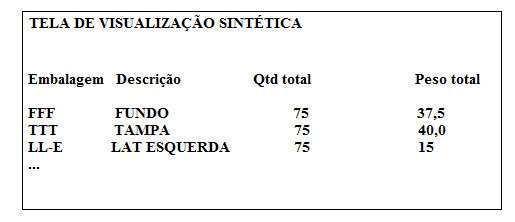 TELA DE VISUALIZAÇÃO SINTÉTICA
Embalagem Descrição Qtd total Peso total
FFF FUNDO 75 37,5
TTT TAMPA 75 40,0
LL-E LAT ESQUERDA 75 15
...